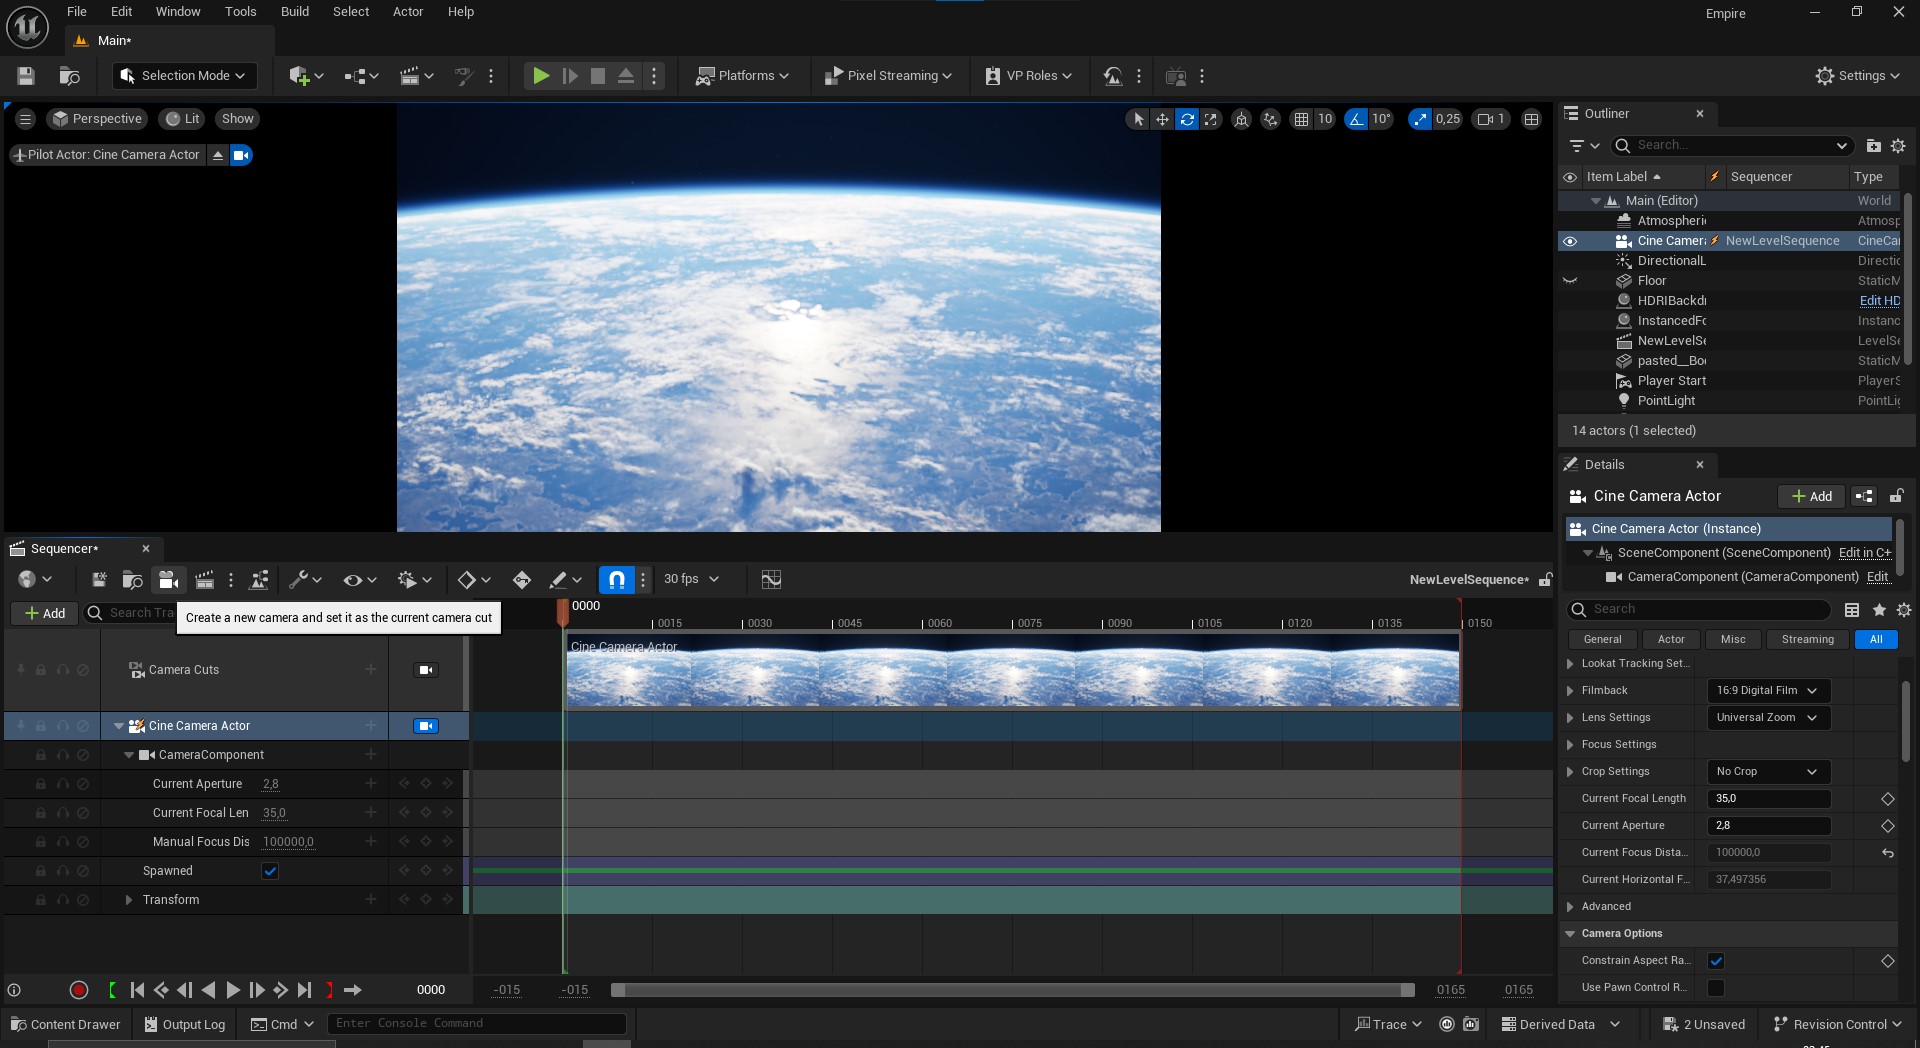 File Edit Window Tools Build Select Actor Help
Empire
Main*
Selection Mode
Platforms
Pixel Streaming
VP Roles
Settings
Perspective
Lit
Show
10
10°
0,25
1
Pilot Actor: Cine Camera Actor
Outliner
Search...
Item Label
Sequencer
Type
Main (Editor)
World
Atmospheri
Atmosp
Cine Camer
NewLevelSequence
CineCa
DirectionalL
Directio
Floor
StaticM
HDRIBackd
Edit HD
InstancedFo
Instanc
NewLevelSe
LevelSe
pasted__Bo
StaticM
Player Start
PlayerS
PointLight
PointLig
14 actors (1 selected)
Details
Cine Camera Actor
Add
Cine Camera Actor (Instance)
SceneComponent (SceneComponent)
Edit in C+
CameraComponent (CameraComponent)
Edit
Search
General
Actor
Misc
Streaming
All
Lookat Tracking Set...
Filmback
16:9 Digital Film
Lens Settings
Universal Zoom
Focus Settings
Crop Settings
No Crop
Current Focal Length
35,0
Current Aperture
2,8
Current Focus Dista...
100000,0
Current Horizontal F...
37,497356
Advanced
Camera Options
Constrain Aspect Ra...
Use Pawn Control R...
Sequencer*
30 fps
NewLevelSequence*
Add
Search Tra
Create a new camera and set it as the current camera cut
0000
0015
0030
0045
0060
0075
0090
0105
0120
0135
0150
Cine Camera Actor
Camera Cuts
Cine Camera Actor
CameraComponent
Current Aperture
2,8
Current Focal Len
35,0
Manual Focus Dis
100000,0
Spawned
Transform
0000
-015
-015
0165
0165
Content Drawer
Output Log
Cmd
Enter Console Command
Trace
Derived Data
2 Unsaved
Revision Control